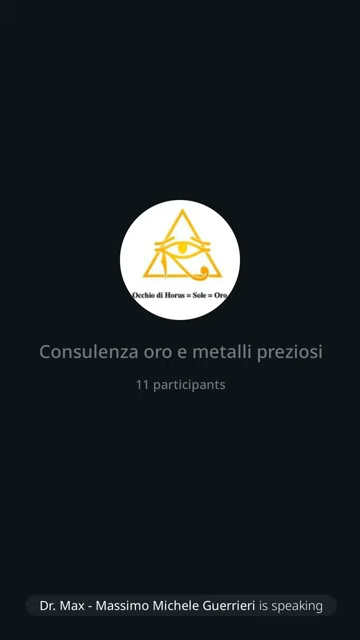 Occhio di Horus = Sole = Oro
Consulenza oro e metalli preziosi
11 participants
Dr. Max - Massimo Michele Guerrieri is speaking